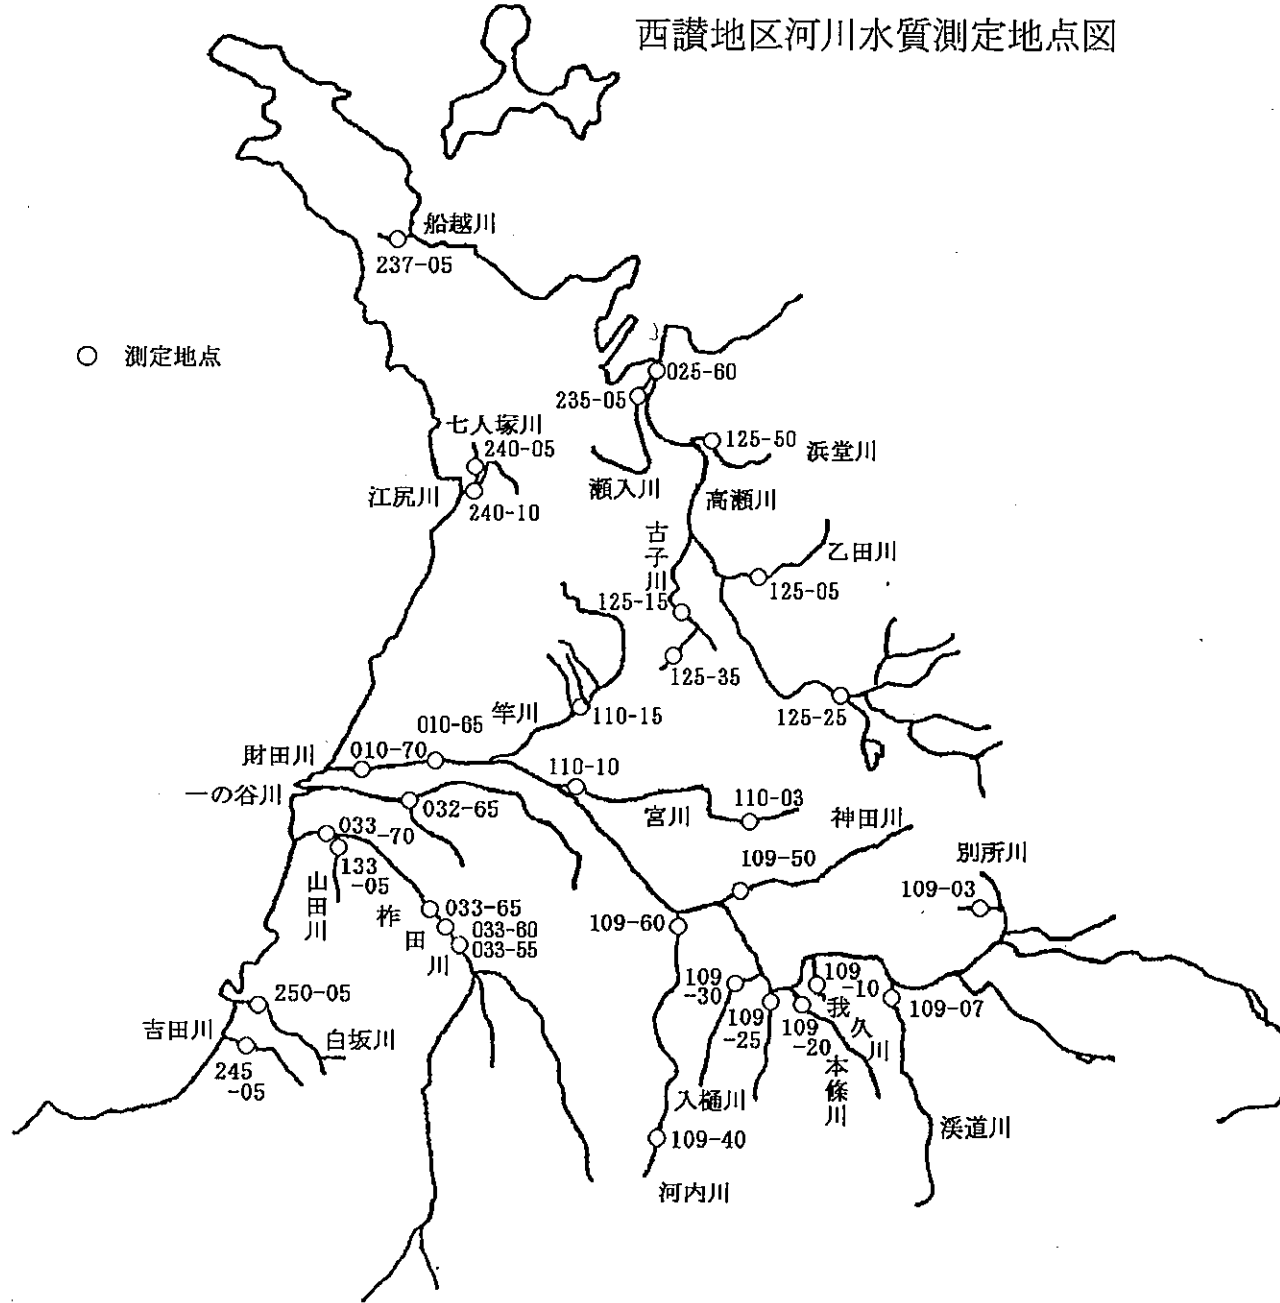 西讃地区河川水質測定地点図
船越川
237-05
○ 測定地点
025-60
235-05
七人塚川
240-05
125-50
浜堂川
江尻川
240-10
瀬入川
高瀬川
古子川
乙田川
125-05
125-15
125-35
125-25
竿川
110-15
010-65
財田川
010-70
110-10
一の谷川
032-65
宮川
110-03
神田川
033-70
133-05
山田川
109-50
別所川
109-03
柞田川
033-65
033-60
033-55
109-60
109-30
109-25
109-10
我久川
109-20
本條川
109-07
250-05
吉田川
白坂川
245-05
入樋川
渓道川
109-40
河内川